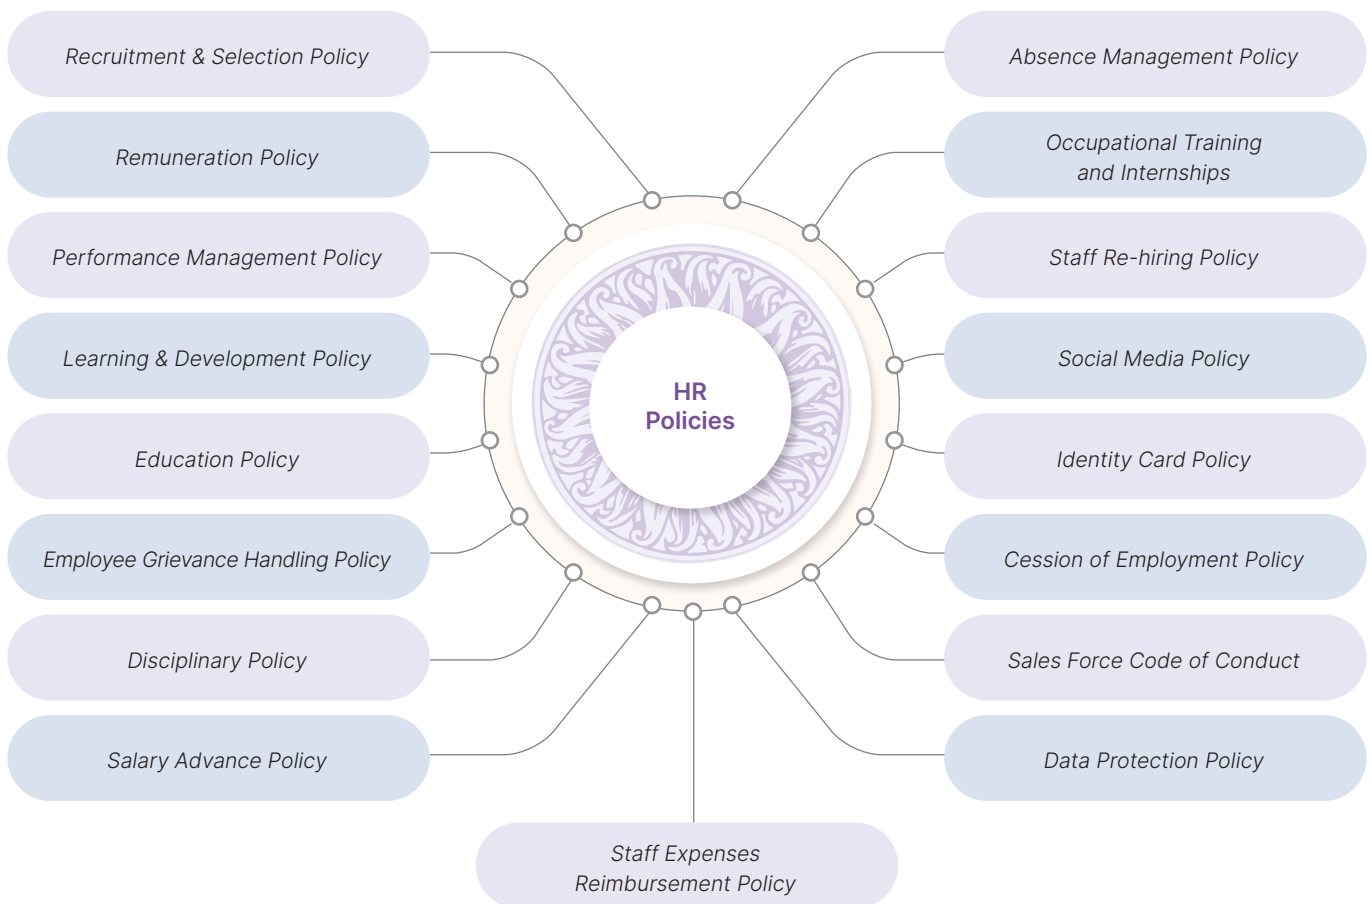 Recruitment & Selection Policy
Remuneration Policy
Performance Management Policy
Learning & Development Policy
Education Policy
Employee Grievance Handling Policy
Disciplinary Policy
Salary Advance Policy
HR
Policies
Absence Management Policy
Occupational Training
and Internships
Staff Re-hiring Policy
Social Media Policy
Identity Card Policy
Cession of Employment Policy
Sales Force Code of Conduct
Data Protection Policy
Staff Expenses
Reimbursement Policy